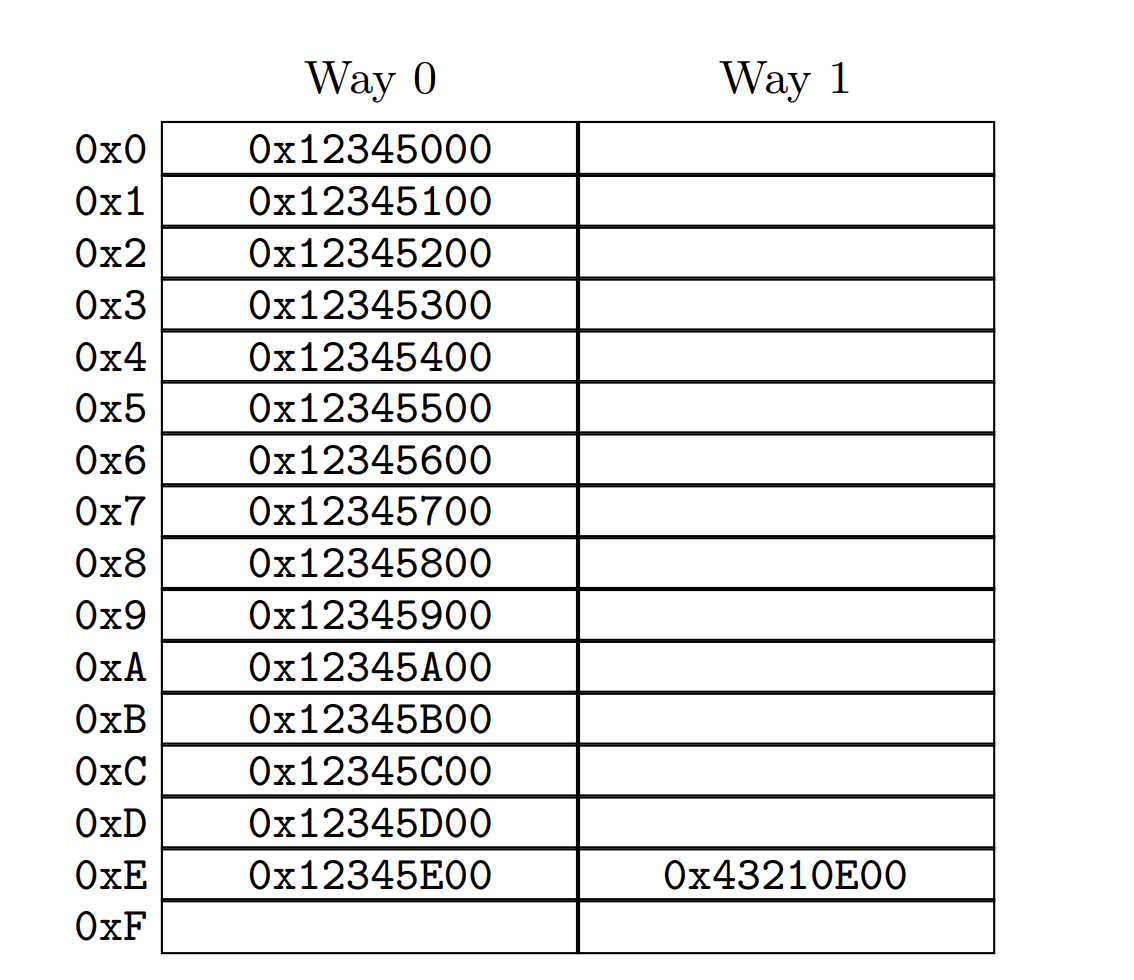 Way 0 Way 1
0x0 0x12345000
0x1 0x12345100
0x2 0x12345200
0x3 0x12345300
0x4 0x12345400
0x5 0x12345500
0x6 0x12345600
0x7 0x12345700
0x8 0x12345800
0x9 0x12345900
0xA 0x12345A00
0xB 0x12345B00
0xC 0x12345C00
0xD 0x12345D00
0xE 0x12345E00 0x43210E00
0xF